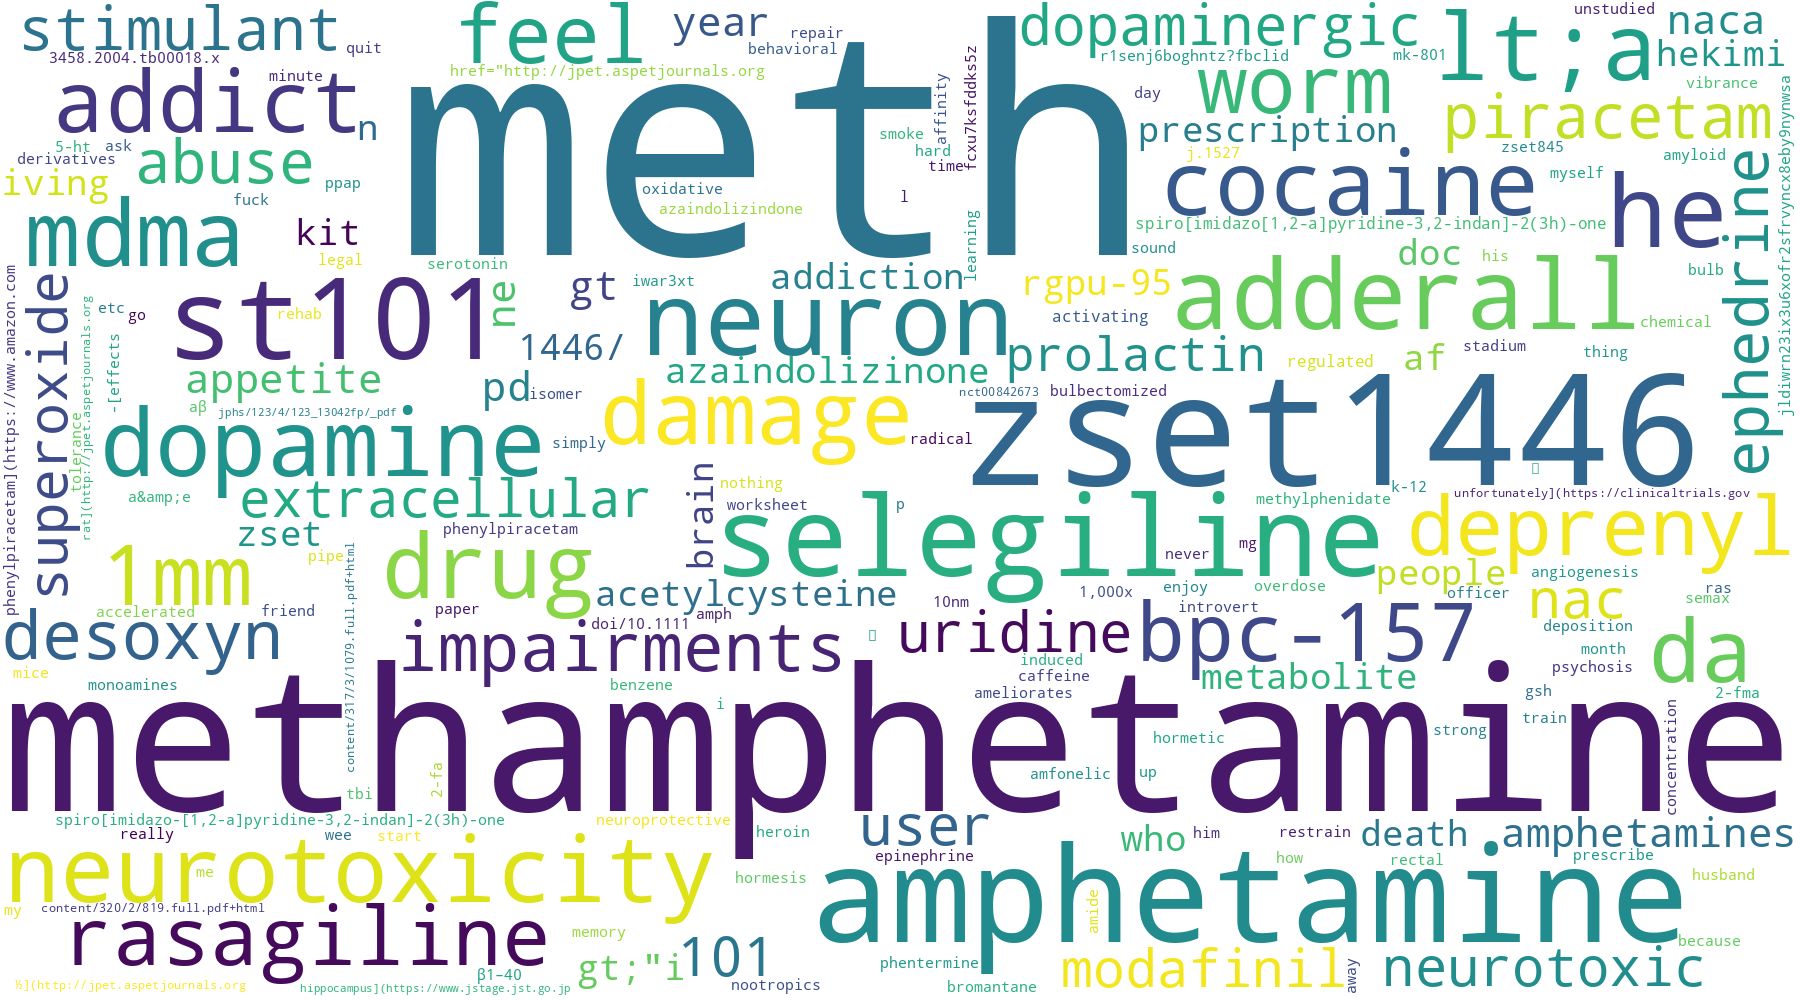 stimulant
feel
year
repair
behavioral
dopaminergic
lt;a
unstudied
naca
hekimi
quit
3458.2004.tb00018.x
minute
href="http://jpet.aspetjournals.org
r1senj6boghntz?fbclid
mk-801
vibrance
addict
n
meth
affinity
fcxu7ksfddks5z
day
worm
piracetam
prescription
5-ht
ask
derivatives
abuse
ppap
smoke
hard
time
j.1527
cocaine
zset845
amyloid
myself
iving
fuck
oxidative
azaindolizindone
l
he
ephedrine
jldiwrn23ix3u6xofr2sfrvyncx8eby9nynwsa
mdma
kit
legal
serotonin
learning
spiro[imidazo[1,2-a]pyridine-3,2-indan]-2(3h)-one
sound
doc
his
bulb
superoxide
phenylpiracetam](https://www.amazon.com
rat](http://jpet.aspetjournals.org
etc
go
st101
rehab
ne
gt
iwar3xt
addiction
neuron
rgpu-95
activating
adderall
chemical
-[effects
1446/
prolactin
regulated
af
stadium
thing
appetite
aβ
jphs/123/4/123_13042fp/_pdf
pd
isomer
azaindolizinone
nct00842673
bulbectomized
tolerance
dopamine
simply
damage
radical
zset1446
a&amp;e
extracellular
brain
nothing
worksheet
p
methylphenidate
k-12
unfortunately](https://clinicaltrials.gov
zset
phenylpiracetam
selegiline
never
mg
deprenyl
1mm
pipe
content/317/3/1079.full.pdf+html
drug
acetylcysteine
10nm
1,000x
enjoy
overdose
people
angiogenesis
officer
ras
accelerated
friend
paper
doi/10.1111
amph
introvert
nac
semax
desoxyn
impairments
uridine
bpc-157
deposition
month
da
mice
monoamines
benzene
i
induced
caffeine
ameliorates
metabolite
psychosis
gsh
2-fma
methamphetamine
train
strong
concentration
hormetic
amfonelic
up
tbi
2-fa
spiro[imidazo-[1,2-a]pyridine-3,2-indan]-2(3h)-one
neuroprotective
really
wee
start
heroin
user
who
him
restrain
death
amphetamines
neurotoxicity
me
epinephrine
how
rectal
prescribe
hormesis
husband
my
content/320/2/819.full.pdf+html
amphetamine
amide
rasagiline
memory
because
β1–40
gt;"i
101
phentermine
modafinil
away
neurotoxic
½](http://jpet.aspetjournals.org
hippocampus](https://www.jstage.jst.go.jp
nootropics
bromantane